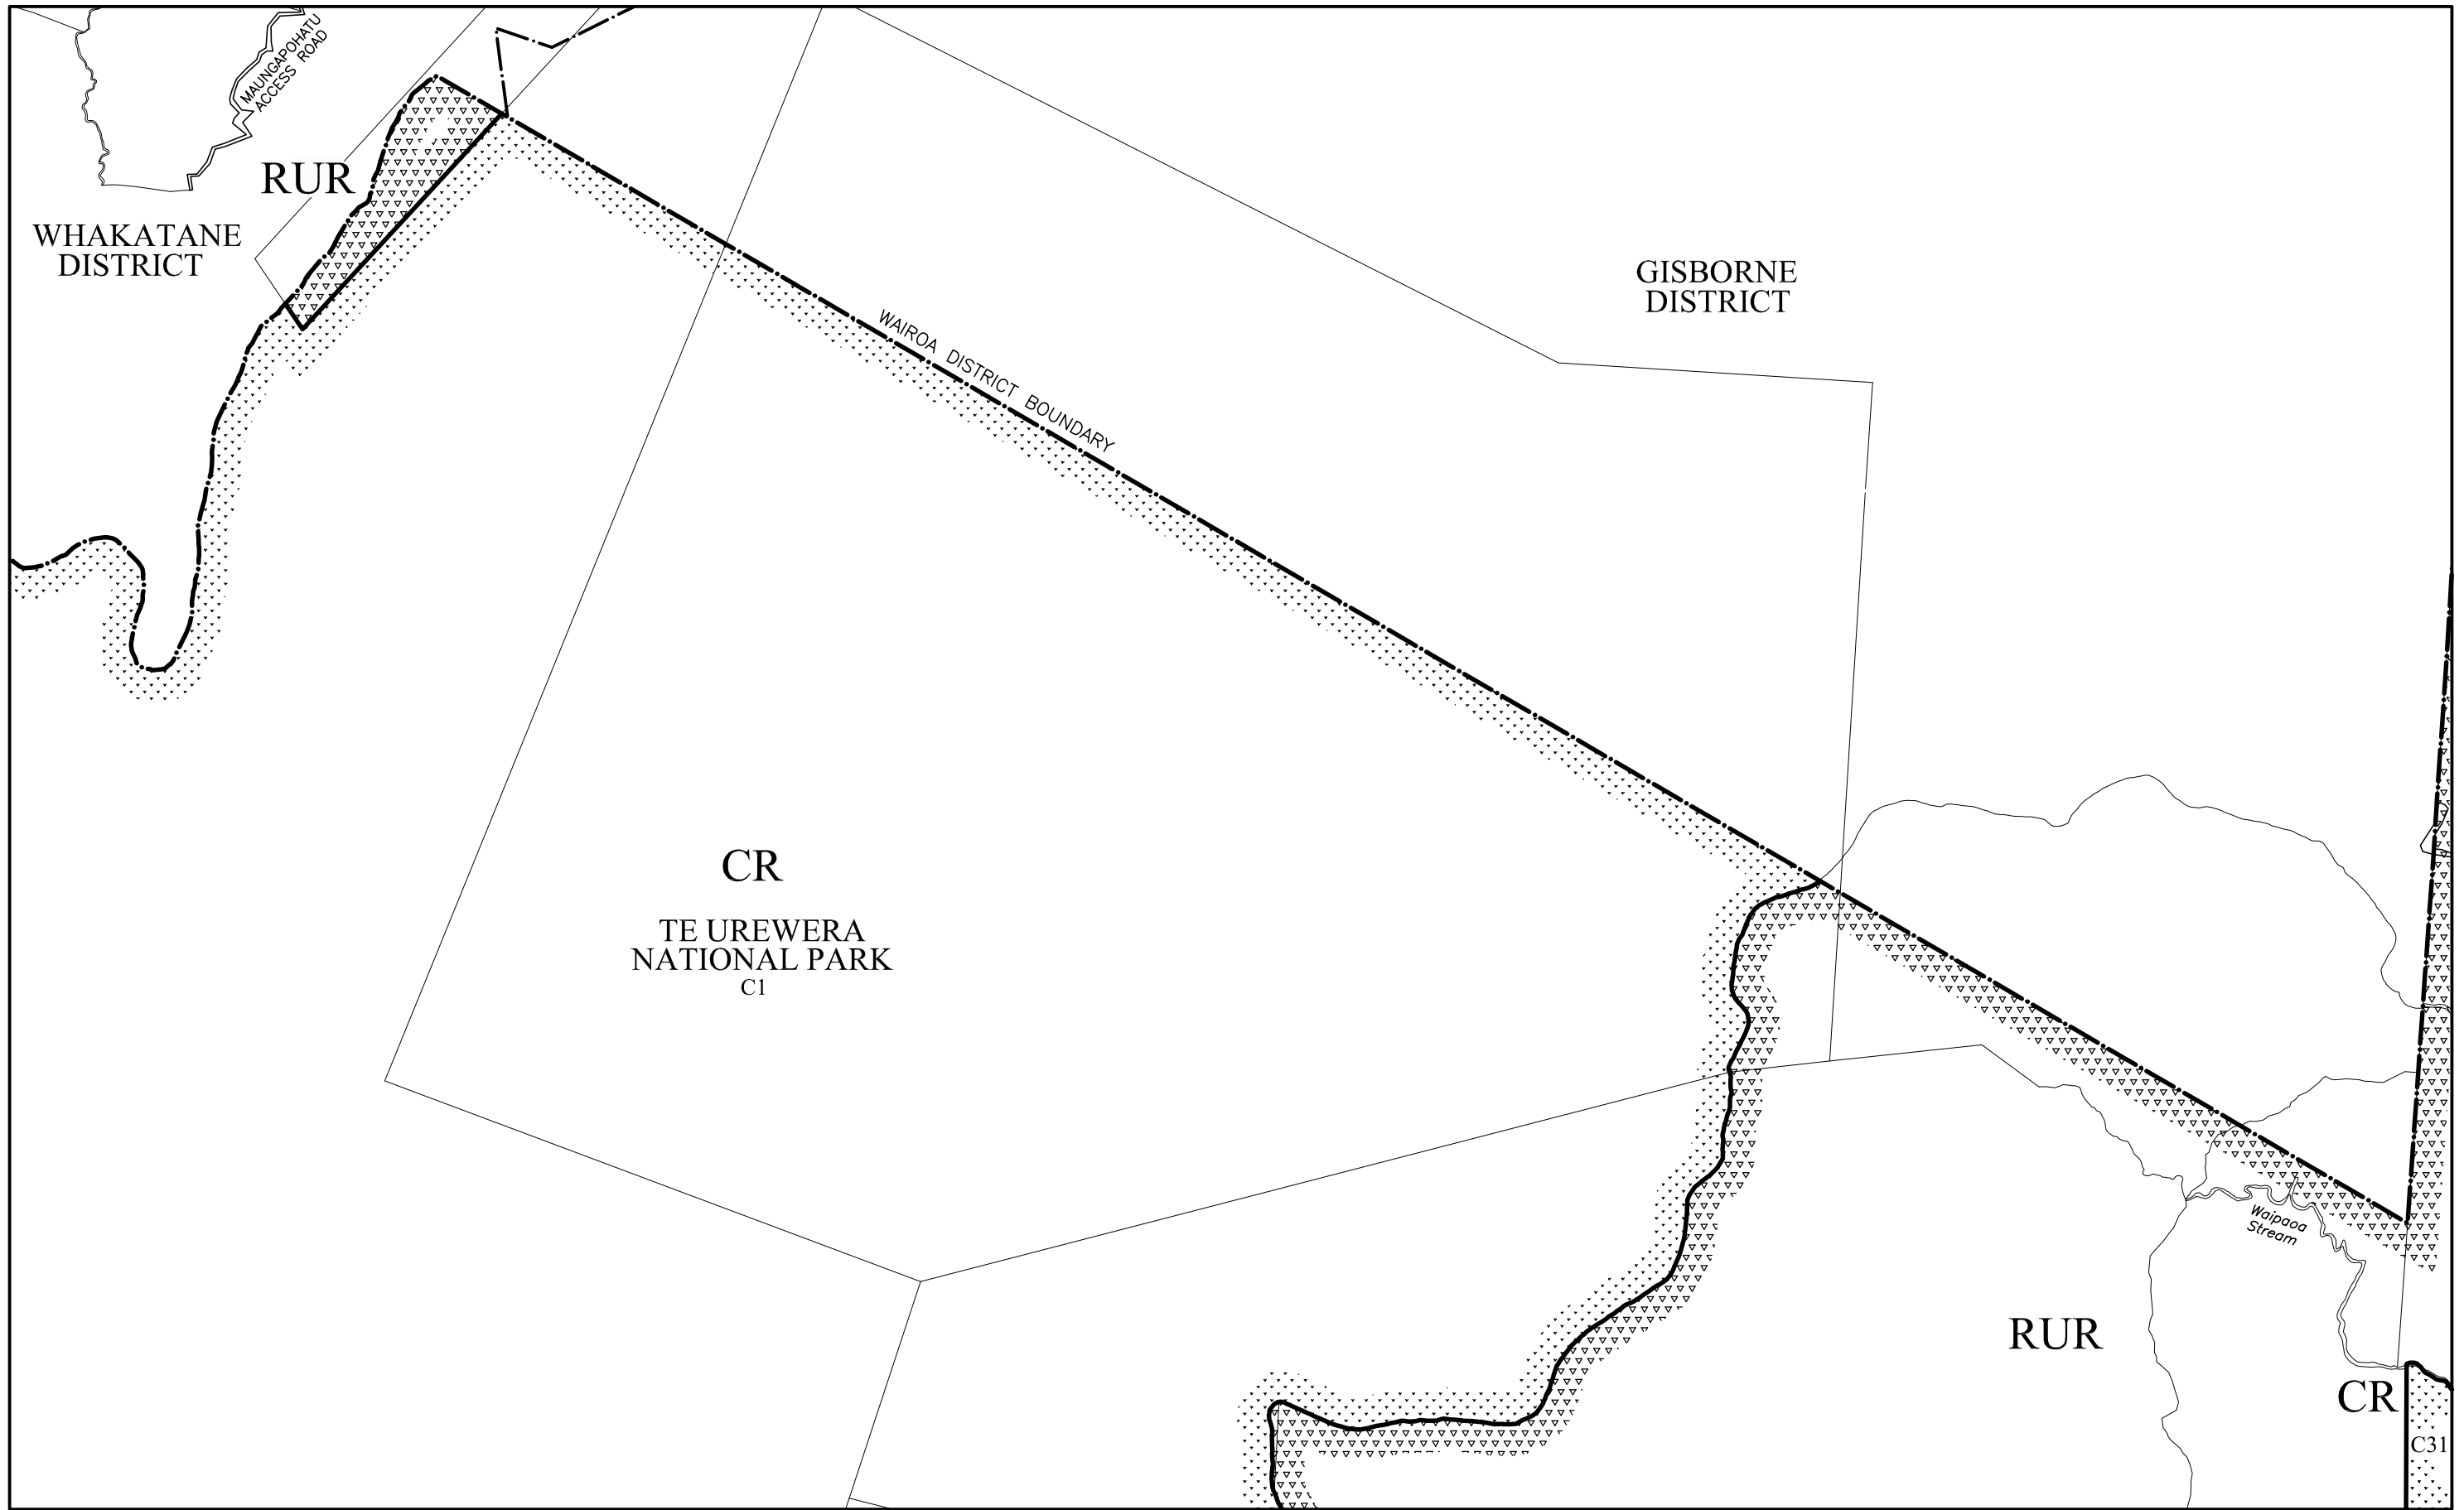 MAUNGAPOHATU
ACCESS ROAD
RUR
WHAKATANE
DISTRICT
GISBORNE
DISTRICT
WAIROA DISTRICT BOUNDARY
CR
TE UREWERA
NATIONAL PARK
C1
Waipaoa
Stream
RUR
CR
C31